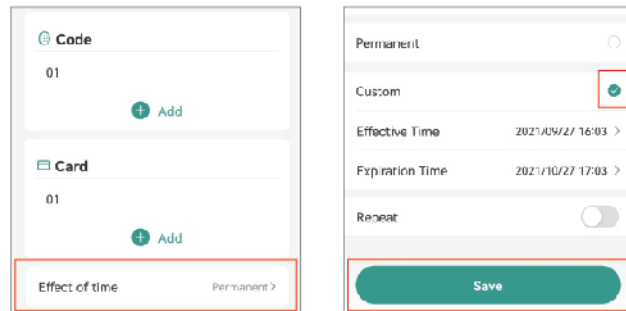 Code
01
Add
Card
01
Add
Effect of time Permanent >
Permanent
Custom
Effective Time 2021/09/27 16:03 >
Expiration Time 2021/10/27 17:03 >
Repeat
Save